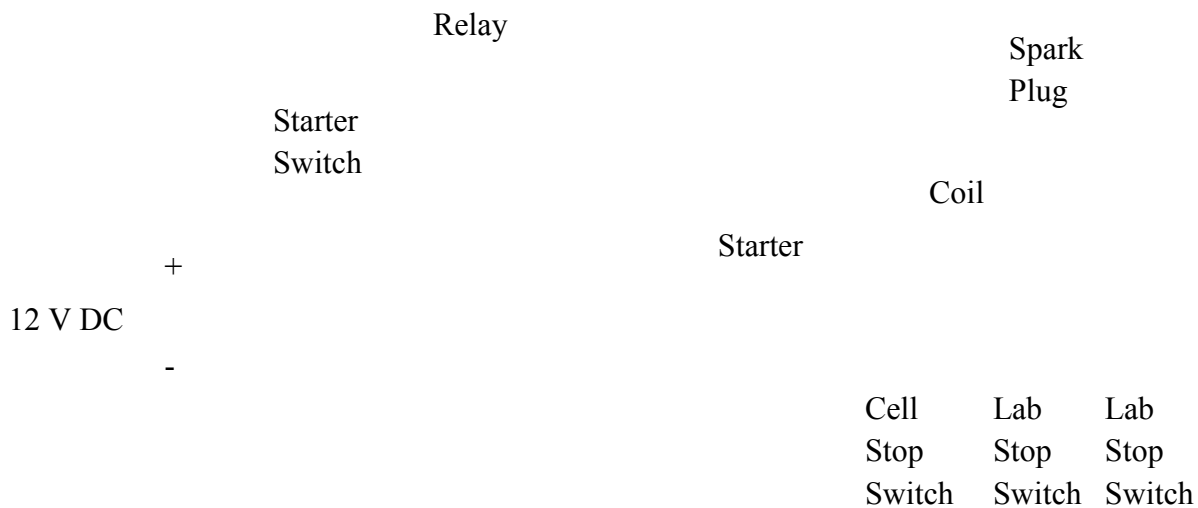 Relay
Spark
Plug
Starter
Switch
Coil
Starter
+
12 V DC
-
Cell Lab Lab
Stop Stop Stop
Switch Switch Switch